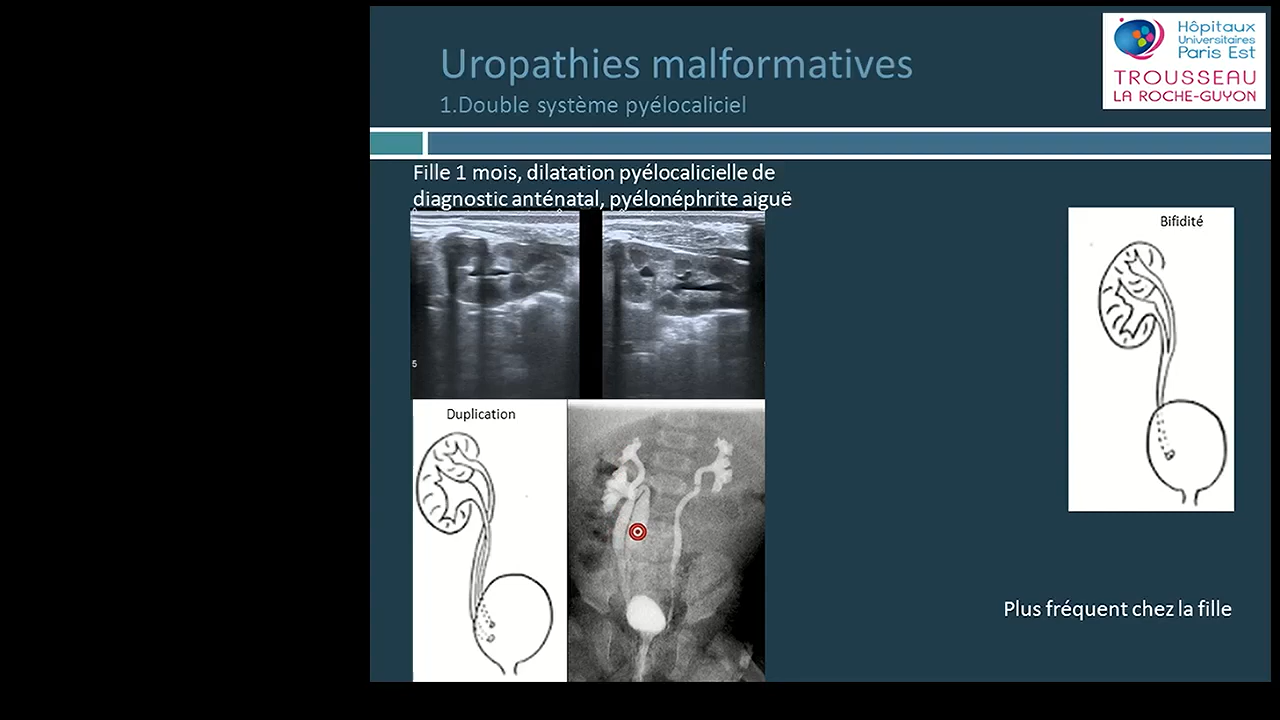 Uropathies malformatives
1.Double système pyélocaliciel
Hôpitaux
Universitaires
Paris Est
TROUSSEAU
LA ROCHE-GUYON
Fille 1 mois, dilatation pyélocalicielle de
diagnostic anténatal, pyélonéphrite aiguë
5
Duplication
Bifidité
Plus fréquent chez la fille